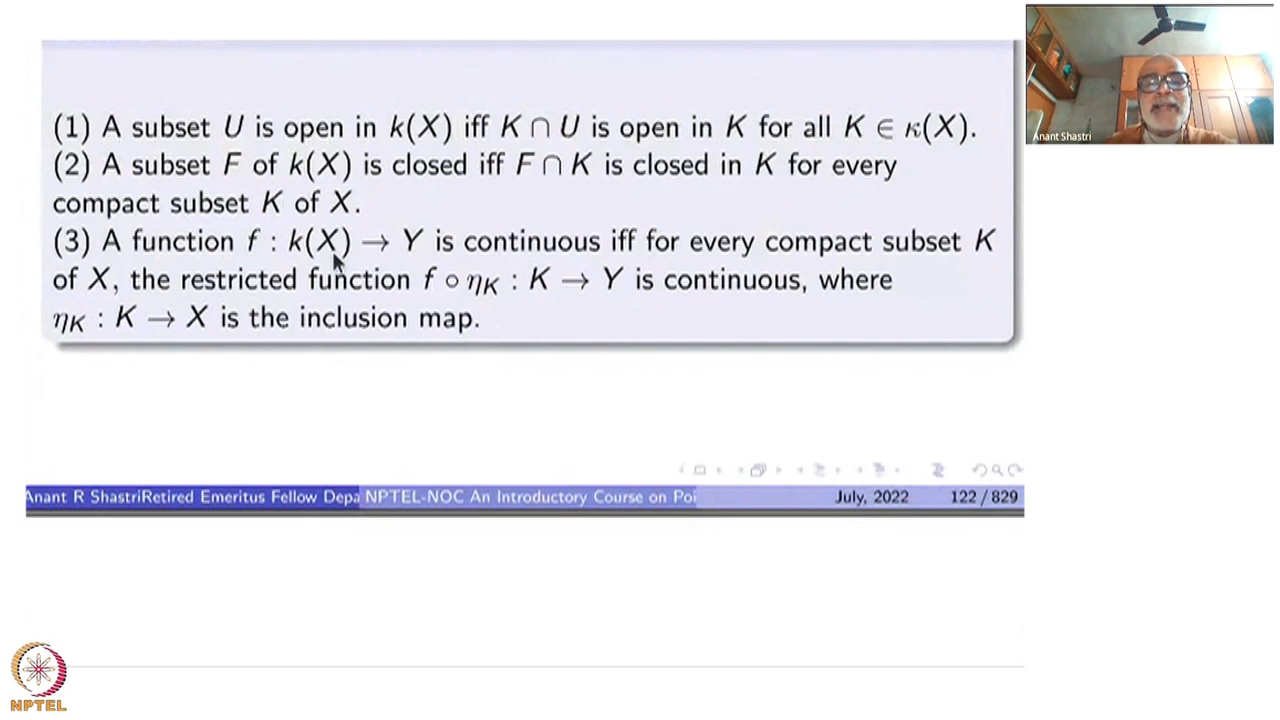 (1) A subset U is open in k(X) iff K ∩ U is open in K for all K ∈ κ(X).
(2) A subset F of k(X) is closed iff F ∩ K is closed in K for every
compact subset K of X.
(3) A function f : k(X) → Y is continuous iff for every compact subset K
of X, the restricted function f ∘ η_K : K → Y is continuous, where
η_K : K → X is the inclusion map.
Anant Shastri
Anant R ShastriRetired Emeritus Fellow Depa NPTEL-NOC An Introductory Course on Poi July, 2022 122 / 829
NPTEL